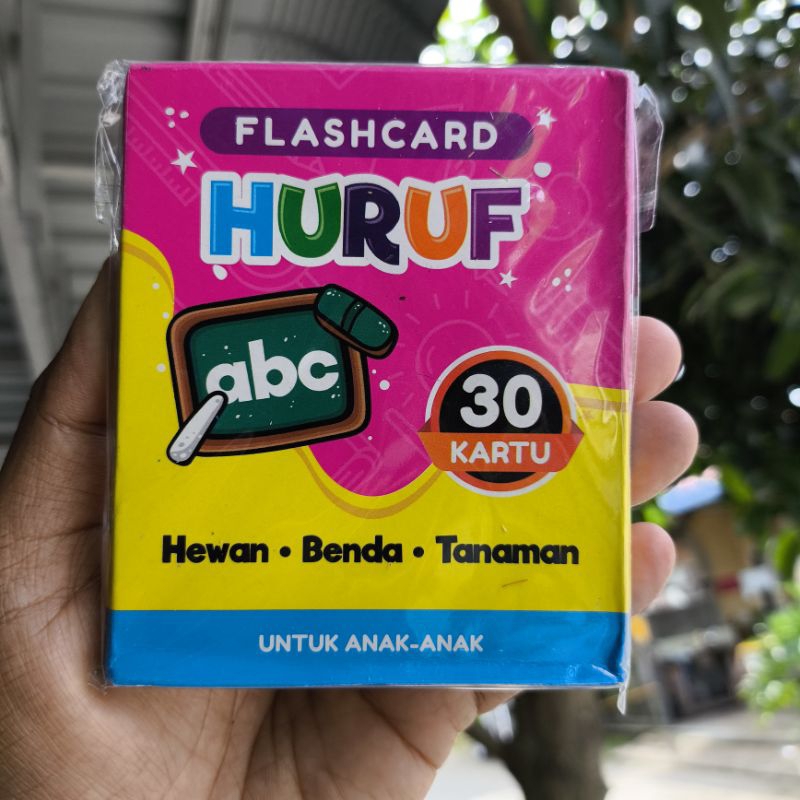 FLASHCARD
HURUF
abc
30
KARTU
Hewan • Benda • Tanaman
UNTUK ANAK-ANAK